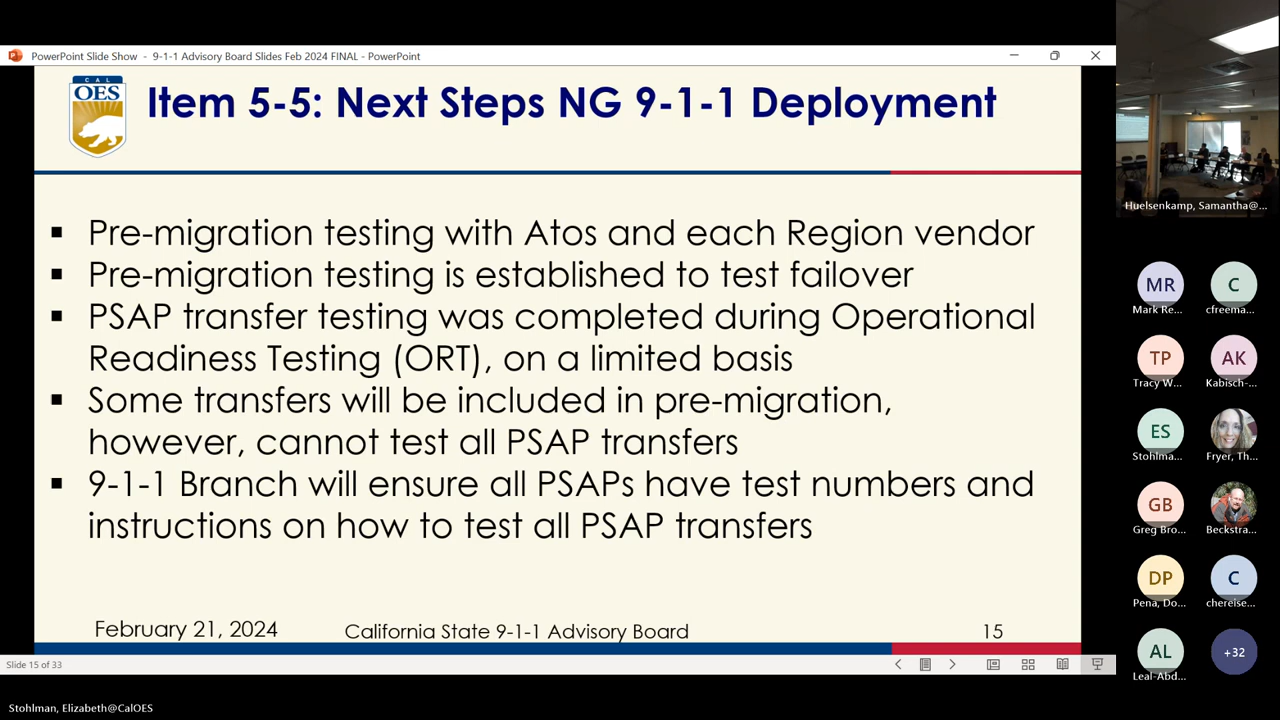 PowerPoint Slide Show - 9-1-1 Advisory Board Slides Feb 2024 FINAL - PowerPoint
CAL
OES
Item 5-5: Next Steps NG 9-1-1 Deployment
▪ Pre-migration testing with Atos and each Region vendor
▪ Pre-migration testing is established to test failover
▪ PSAP transfer testing was completed during Operational
Readiness Testing (ORT), on a limited basis
▪ Some transfers will be included in pre-migration,
however, cannot test all PSAP transfers
▪ 9-1-1 Branch will ensure all PSAPs have test numbers and
instructions on how to test all PSAP transfers
February 21, 2024
California State 9-1-1 Advisory Board
15
Slide 15 of 33
Stohlman, Elizabeth@CalOES
Huelsenkamp, Samantha@...
MR
Mark Re...
C
cfreema...
TP
Tracy W...
AK
Kabisch-...
ES
Stohlma...
Fryer, Th...
GB
Greg Bro...
Beckstra...
DP
Pena, Do...
C
chereise...
AL
Leal-Abd...
+32